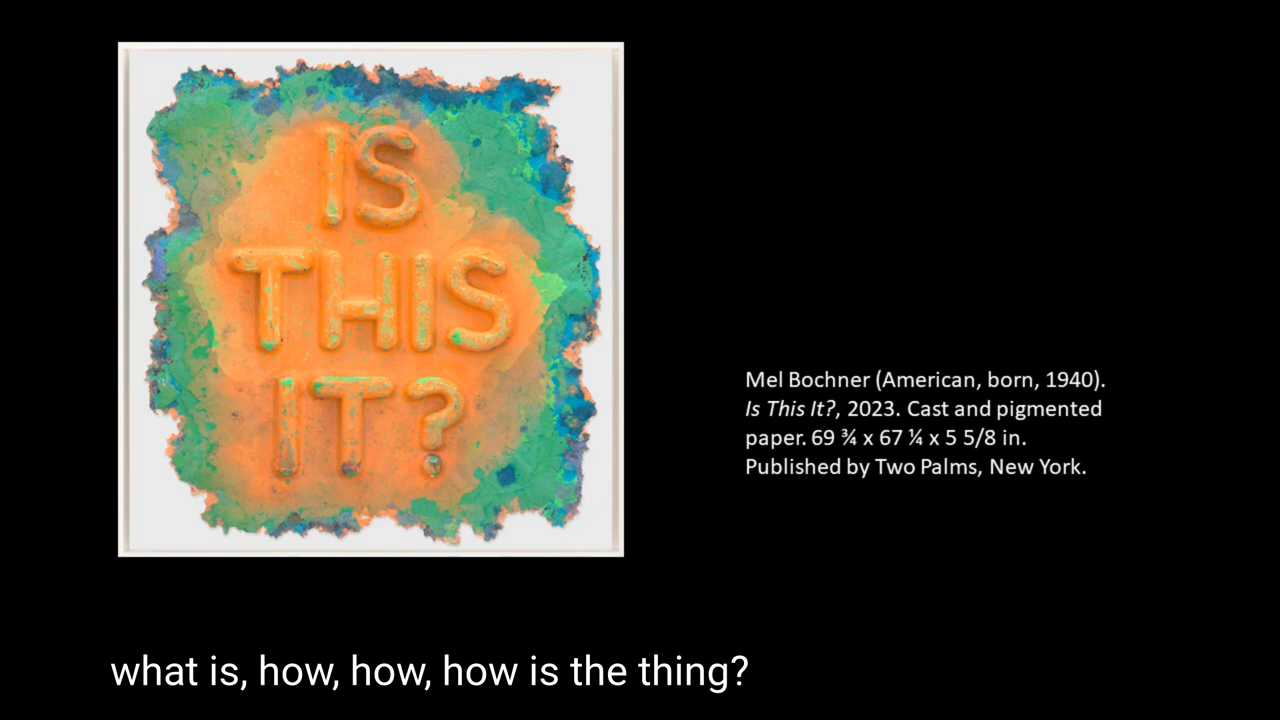 IS
THIS
IT?
Mel Bochner (American, born, 1940).
Is This It?, 2023. Cast and pigmented
paper. 69 ¾ x 67 ¼ x 5 5/8 in.
Published by Two Palms, New York.
what is, how, how, how is the thing?